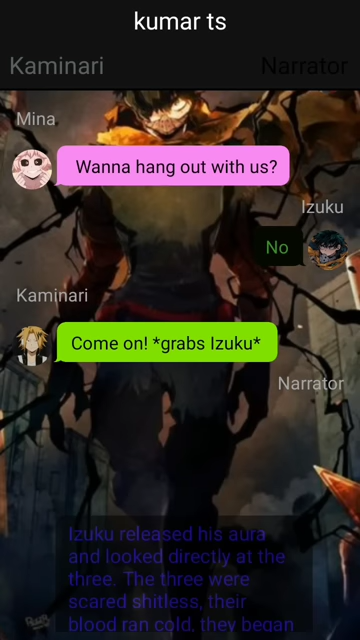 kumar ts
Kaminari
Narrator
Mina
Wanna hang out with us?
Izuku
No
Kaminari
Come on! *grabs Izuku*
Narrator
Izuku released his aura
and looked directly at the
three. The three were
scared shitless, their
blood ran cold, they began